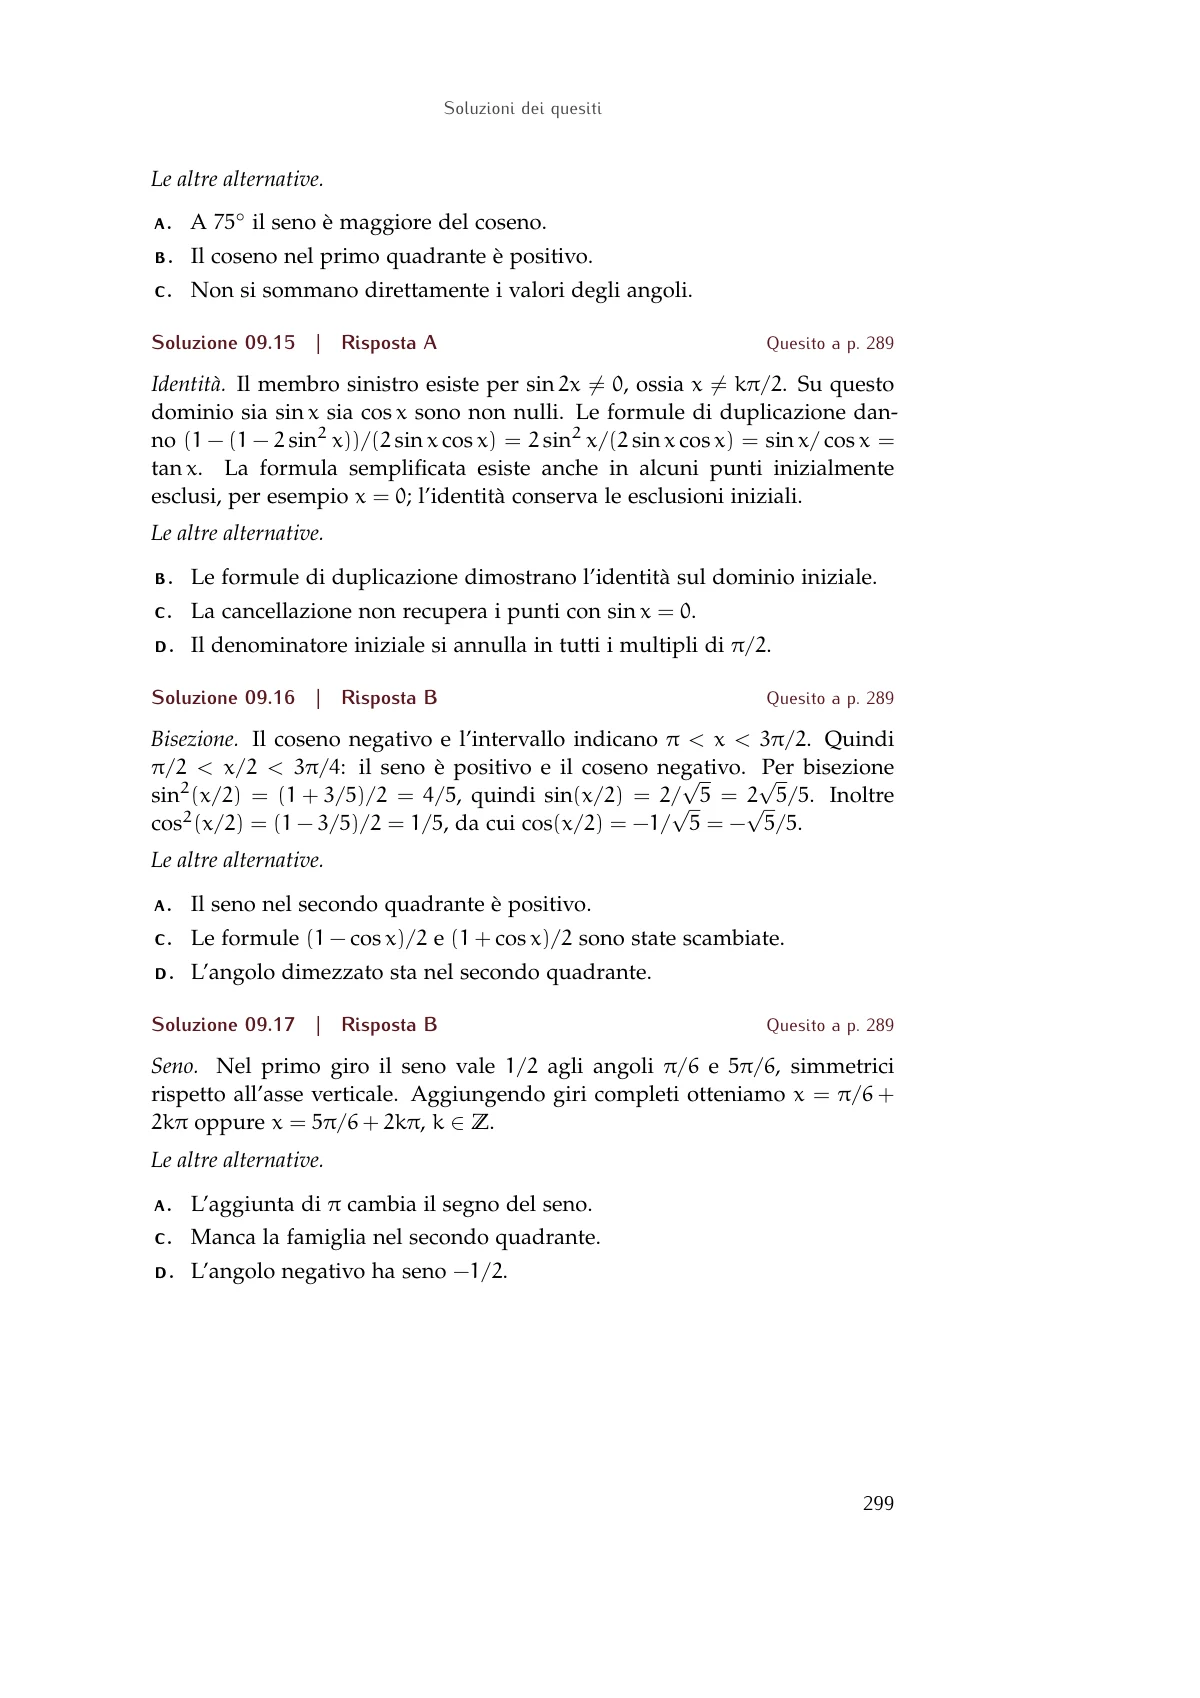 Soluzioni dei quesiti
Le altre alternative.
A. A 75° il seno è maggiore del coseno.
B. Il coseno nel primo quadrante è positivo.
C. Non si sommano direttamente i valori degli angoli.
Soluzione 09.15 | Risposta A Quesito a p. 289
Identità. Il membro sinistro esiste per sin 2x ≠ 0, ossia x ≠ kπ/2. Su questo
dominio sia sin x sia cos x sono non nulli. Le formule di duplicazione dan-
no (1 − (1 − 2 sin² x))/(2 sin x cos x) = 2 sin² x/(2 sin x cos x) = sin x/ cos x =
tan x. La formula semplificata esiste anche in alcuni punti inizialmente
esclusi, per esempio x = 0; l'identità conserva le esclusioni iniziali.
Le altre alternative.
B. Le formule di duplicazione dimostrano l'identità sul dominio iniziale.
C. La cancellazione non recupera i punti con sin x = 0.
D. Il denominatore iniziale si annulla in tutti i multipli di π/2.
Soluzione 09.16 | Risposta B Quesito a p. 289
Bisezione. Il coseno negativo e l'intervallo indicano π < x < 3π/2. Quindi
π/2 < x/2 < 3π/4: il seno è positivo e il coseno negativo. Per bisezione
sin²(x/2) = (1 + 3/5)/2 = 4/5, quindi sin(x/2) = 2/√5 = 2√5/5. Inoltre
cos²(x/2) = (1 − 3/5)/2 = 1/5, da cui cos(x/2) = −1/√5 = −√5/5.
Le altre alternative.
A. Il seno nel secondo quadrante è positivo.
C. Le formule (1 − cos x)/2 e (1 + cos x)/2 sono state scambiate.
D. L'angolo dimezzato sta nel secondo quadrante.
Soluzione 09.17 | Risposta B Quesito a p. 289
Seno. Nel primo giro il seno vale 1/2 agli angoli π/6 e 5π/6, simmetrici
rispetto all'asse verticale. Aggiungendo giri completi otteniamo x = π/6 +
2kπ oppure x = 5π/6 + 2kπ, k ∈ ℤ.
Le altre alternative.
A. L'aggiunta di π cambia il segno del seno.
C. Manca la famiglia nel secondo quadrante.
D. L'angolo negativo ha seno −1/2.
299